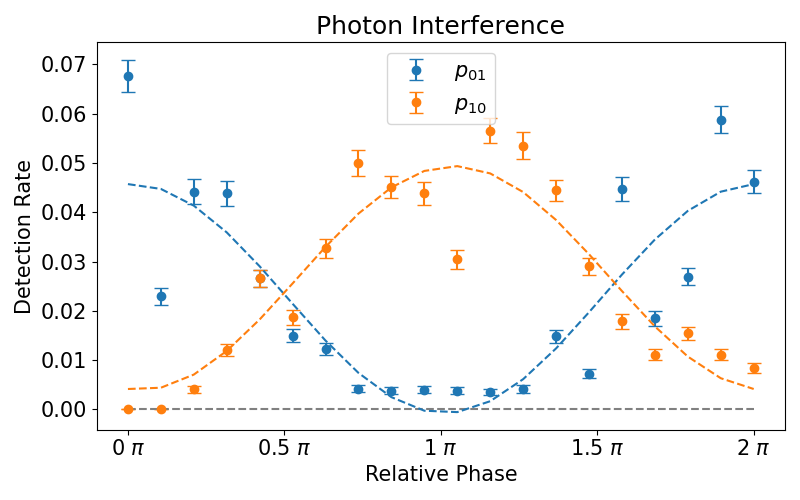 Photon Interference
Detection Rate
0.07
0.06
0.05
0.04
0.03
0.02
0.01
0.00
p01
p10
0 π
0.5 π
1 π
1.5 π
2 π
Relative Phase